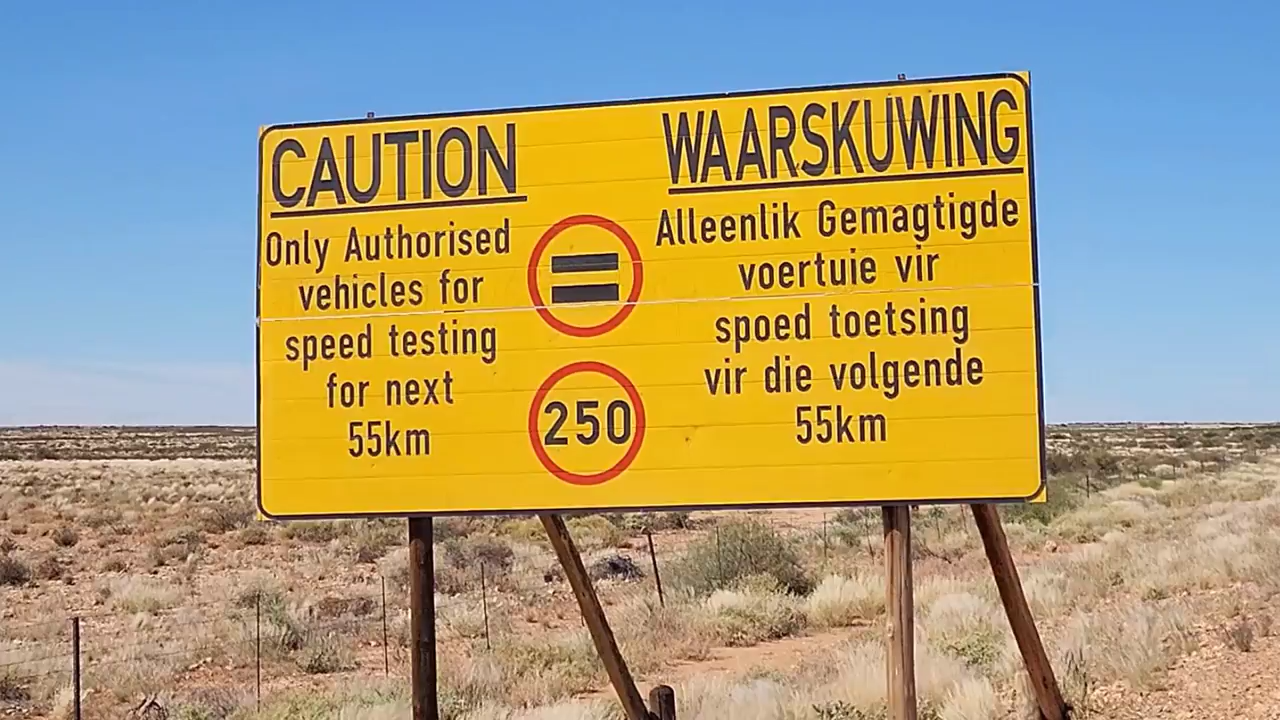 CAUTION
Only Authorised
vehicles for
speed testing
for next
55km
250
WAARSKUWING
Alleenlik Gemagtigde
voertuie vir
spoed toetsing
vir die volgende
55km